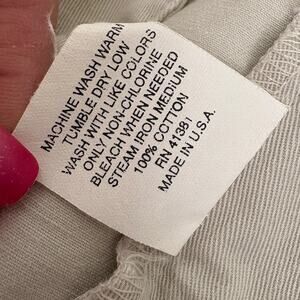 MACHINE WASH WARM
TUMBLE DRY LOW
WASH WITH LIKE COLORS
ONLY NON-CHLORINE
BLEACH WHEN NEEDED
STEAM IRON MEDIUM
100% COTTON
RN 41381
MADE IN U.S.A.